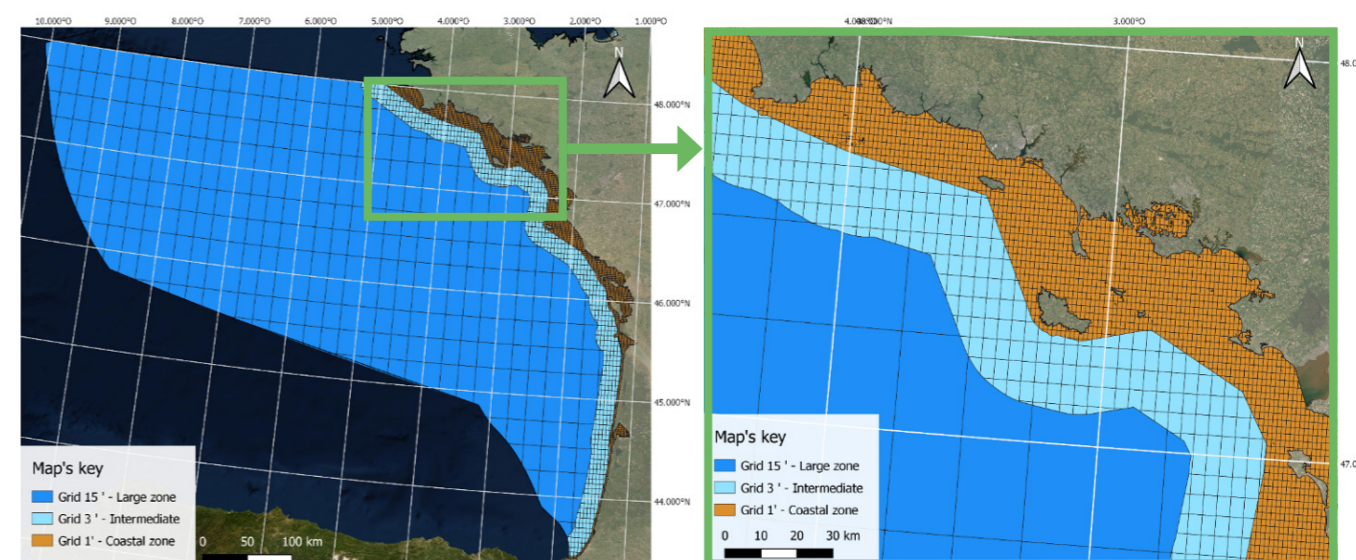 10.000°O 9.000°O 8.000°O 7.000°O 6.000°O 5.000°O 4.000°O 3.000°O 2.000°O 1.000°O
N
48.000°N
47.000°N
46.000°N
45.000°N
44.000°N
Map's key
Grid 15 ' - Large zone
Grid 3 ' - Intermediate
Grid 1' - Coastal zone
0 50 100 km
3.000°O
N
48.0
47.0
Map's key
Grid 15 ' - Large zone
Grid 3 ' - Intermediate
Grid 1' - Coastal zone
0 10 20 30 km